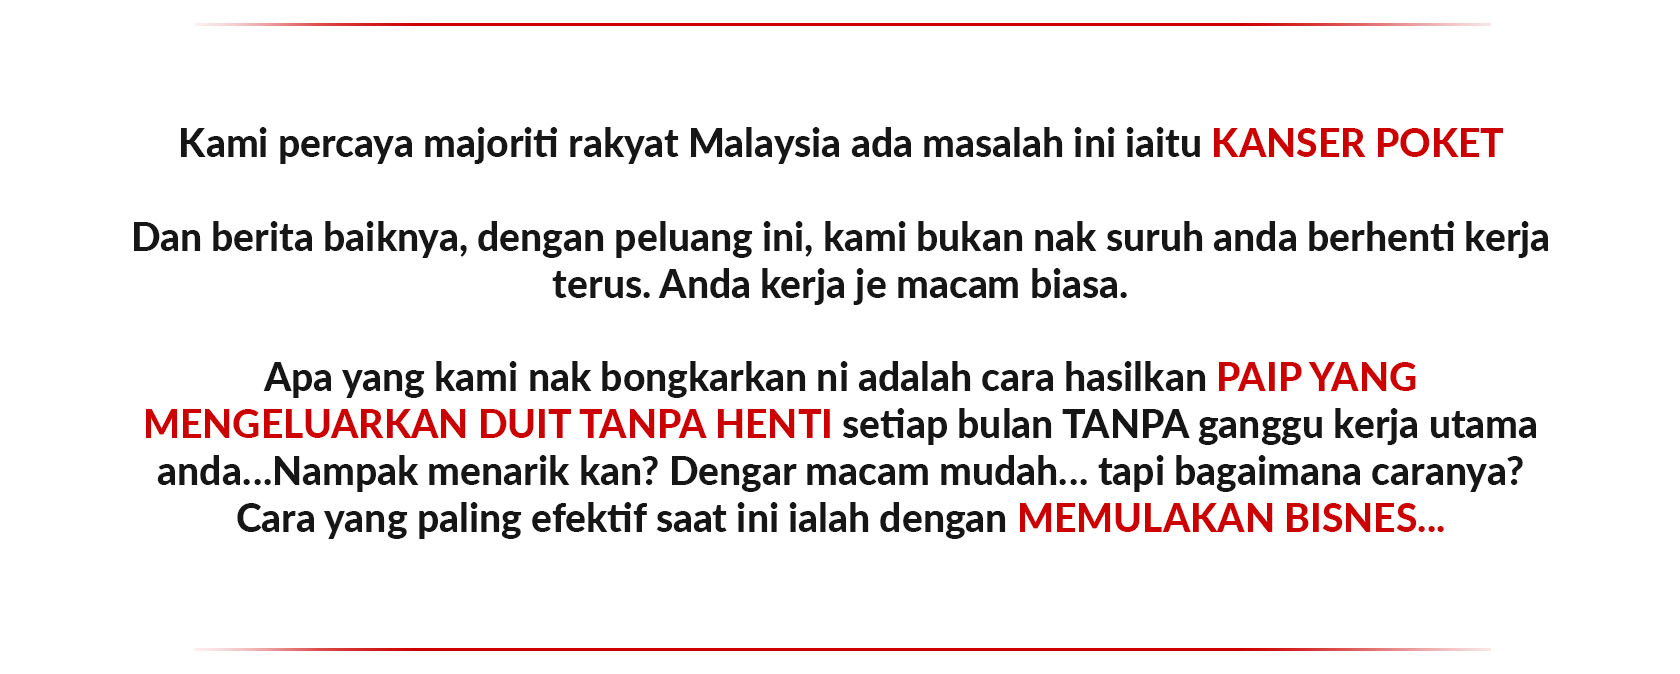 Kami percaya majoriti rakyat Malaysia ada masalah ini iaitu KANSER POKET
Dan berita baiknya, dengan peluang ini, kami bukan nak suruh anda berhenti kerja
terus. Anda kerja je macam biasa.
Apa yang kami nak bongkarkan ni adalah cara hasilkan PAIP YANG
MENGELUARKAN DUIT TANPA HENTI setiap bulan TANPA ganggu kerja utama
anda...Nampak menarik kan? Dengar macam mudah... tapi bagaimana caranya?
Cara yang paling efektif saat ini ialah dengan MEMULAKAN BISNES...